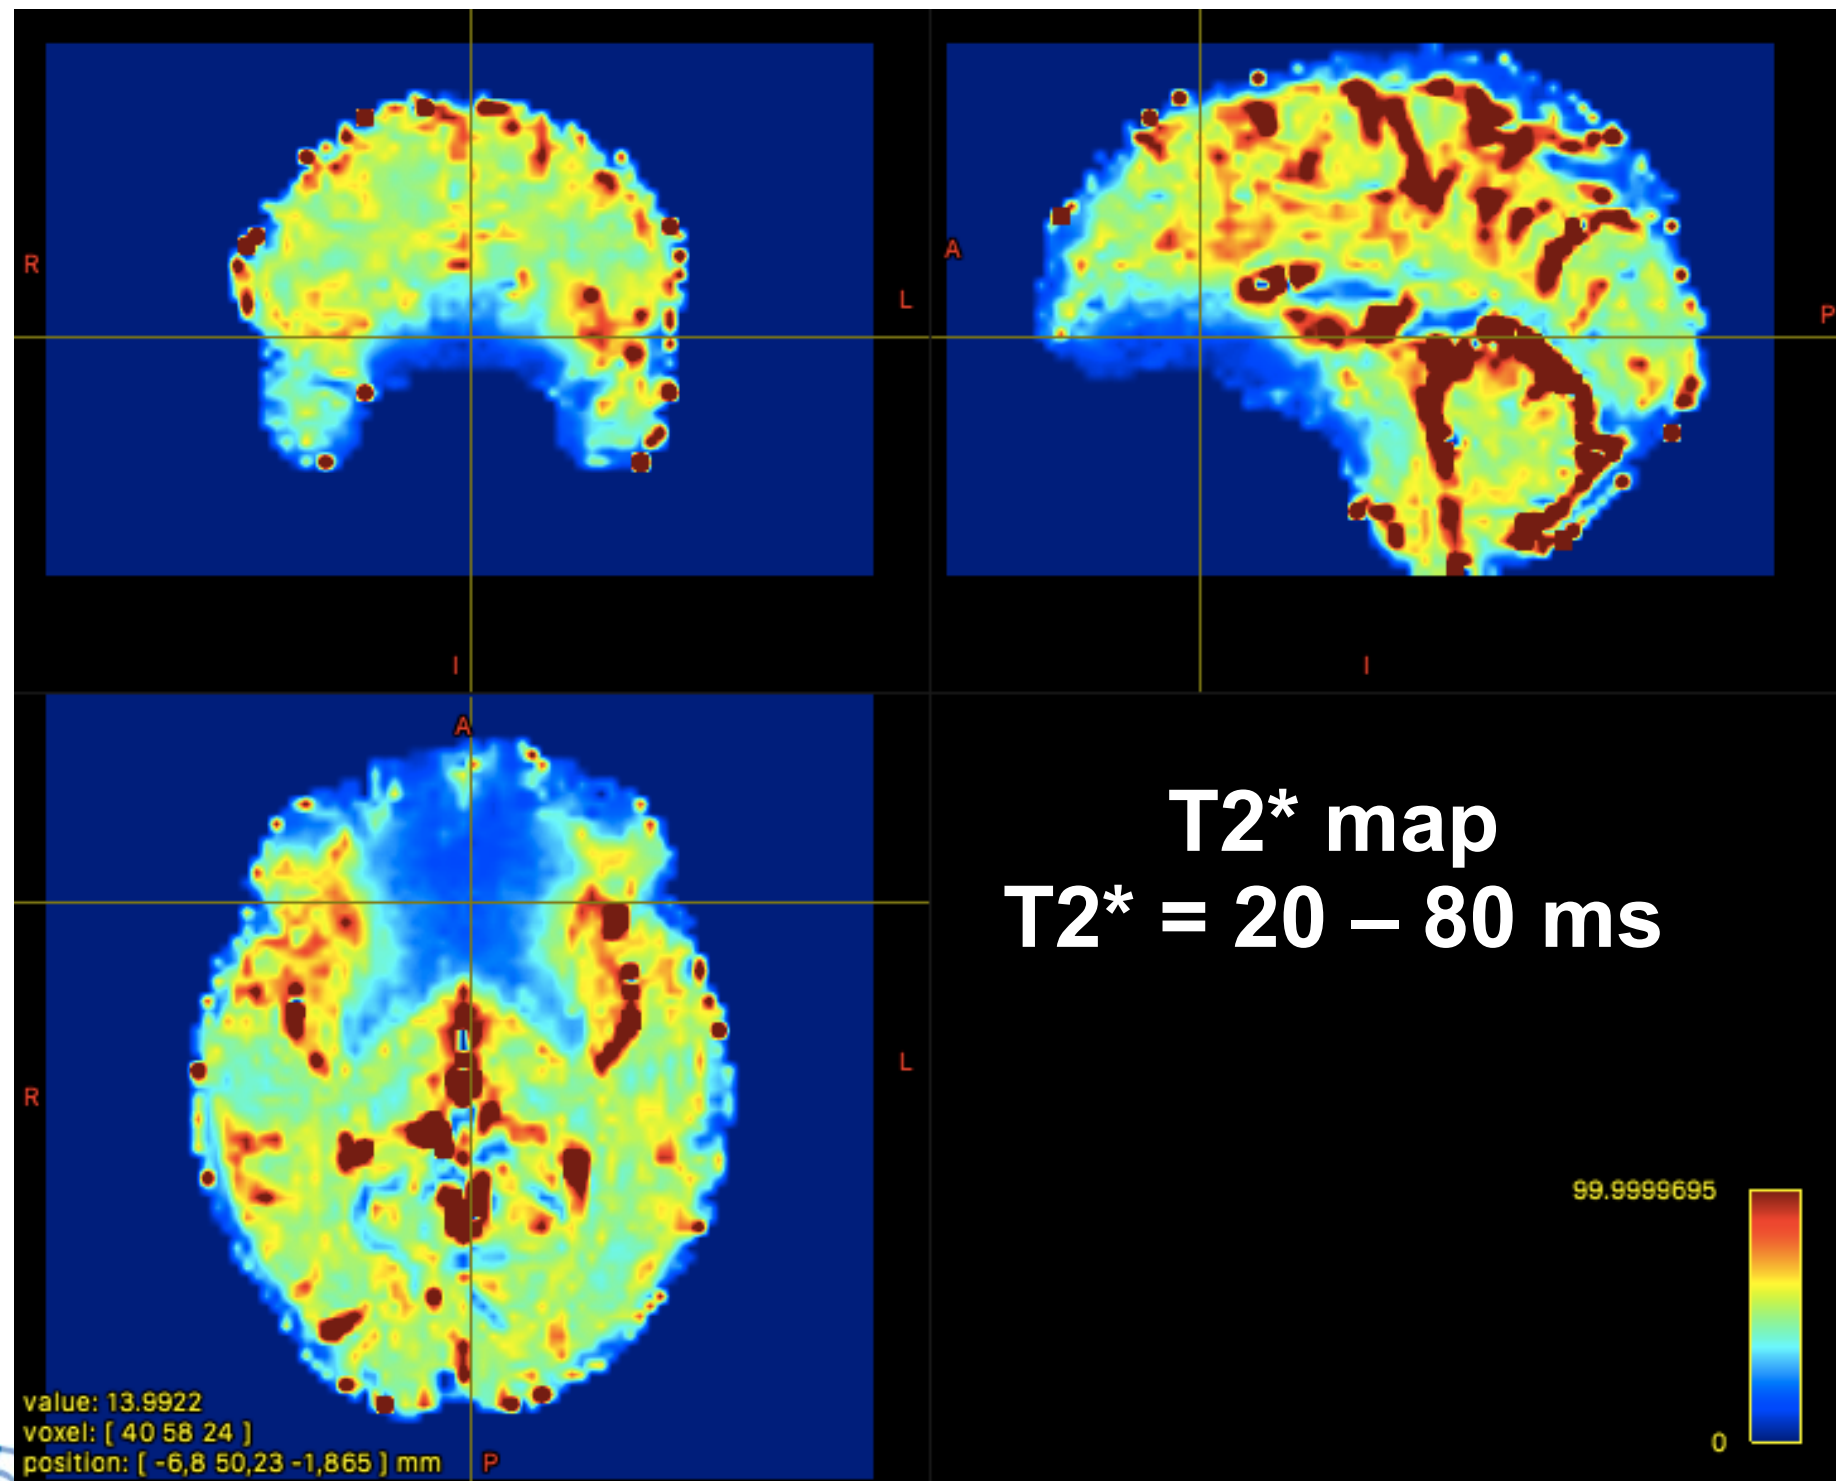 R
L
I
A
P
I
A
R
L
P
T2* map
T2* = 20 – 80 ms
99.9999695
0
value: 13.9922
voxel: [ 40 58 24 ]
position: [ -6,8 50,23 -1,865 ] mm